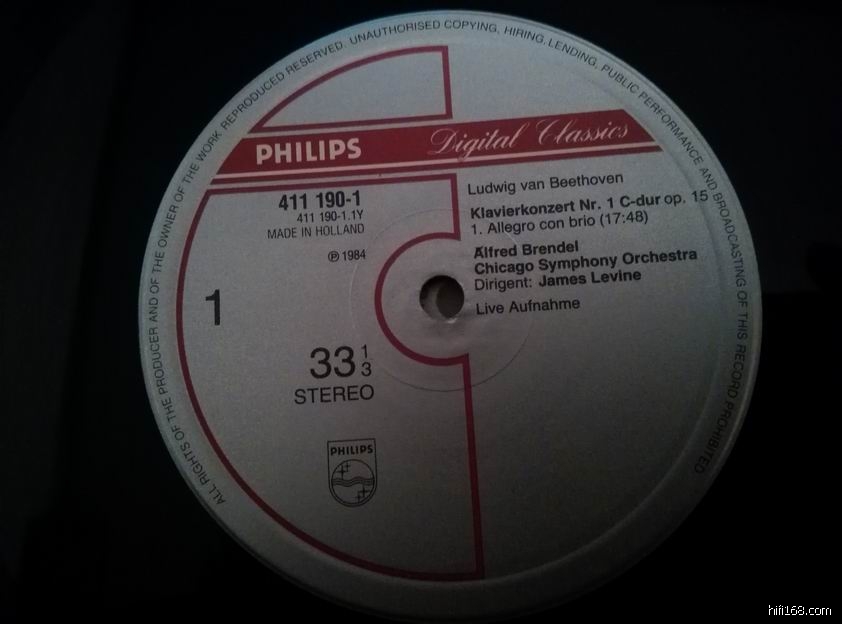 ALL RIGHTS OF THE PRODUCER AND OF THE OWNER OF THE WORK REPRODUCED RESERVED. UNAUTHORISED COPYING, HIRING, LENDING, PUBLIC PERFORMANCE AND BROADCASTING OF THIS RECORD PROHIBITED
PHILIPS
Digital Classics
411 190-1
411 190-1.1Y
MADE IN HOLLAND
℗ 1984
1
33 1/3
STEREO
PHILIPS
Ludwig van Beethoven
Klavierkonzert Nr. 1 C-dur op. 15
1. Allegro con brio (17:48)
Alfred Brendel
Chicago Symphony Orchestra
Dirigent: James Levine
Live Aufnahme
hifi168.com